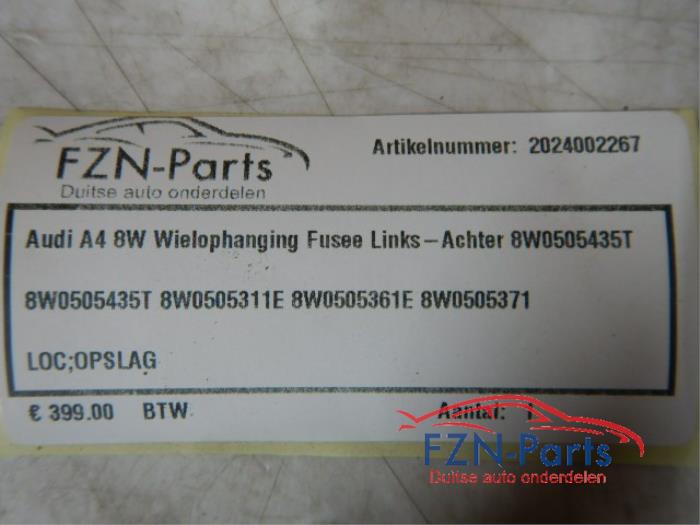 FZN-Parts
Duitse auto onderdelen
Artikelnummer: 2024002267
Audi A4 8W Wielophanging Fusee Links-Achter 8W0505435T
8W0505435T 8W0505311E 8W0505361E 8W0505371
LOC;OPSLAG
€ 399.00 BTW
Aantal: 1
FZN-Parts
Duitse auto onderdelen